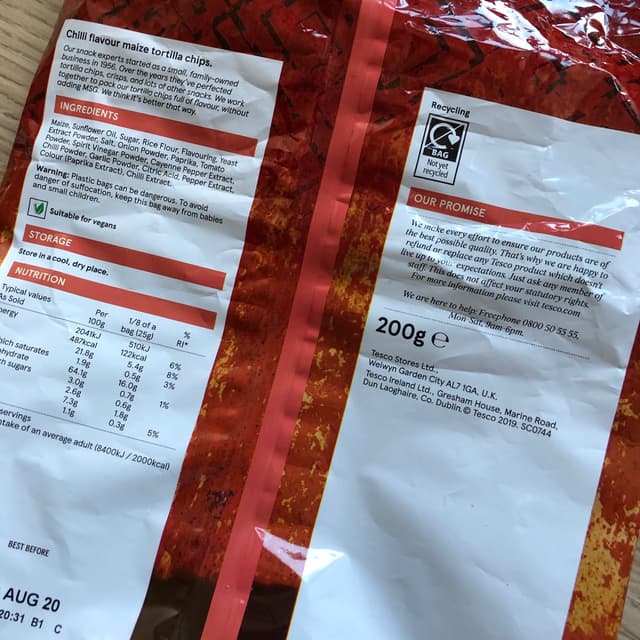 Chilli flavour maize tortilla chips.
Our snack experts started as a small, family-owned
business in 1956. Over the years they've perfected
tortilla chips, crisps, and lots of other snacks. We work
together to pack our tortilla chips full of flavour, without
adding MSG. We think it's better that way.
INGREDIENTS
Maize, Sunflower Oil, Sugar, Rice Flour, Flavouring, Yeast
Extract Powder, Salt, Onion Powder, Paprika, Tomato
Powder, Spirit Vinegar Powder, Cayenne Pepper Extract,
Chilli Powder, Garlic Powder, Citric Acid, Pepper Extract,
Colour (Paprika Extract), Chilli Extract.
Warning: Plastic bags can be dangerous. To avoid
danger of suffocation, keep this bag away from babies
and small children.
Suitable for vegans
STORAGE
Store in a cool, dry place.
NUTRITION
Typical values
As Sold
Per
100g
1/8 of a
bag (25g)
%
RI*
ergy
2049kJ
510kJ
487kcal
122kcal
6%
21.8g
5.4g
8%
ich saturates
1.9g
0.5g
3%
ohydrate
64.1g
16.0g
ch sugars
3.0g
0.7g
1%
2.6g
0.6g
7.3g
1.8g
1.1g
0.3g
5%
servings
ntake of an average adult (8400kJ / 2000kcal)
BEST BEFORE
AUG 20
20:31 B1 C
Recycling
BAG
Not yet
recycled
OUR PROMISE
We make every effort to ensure our products are of
the best possible quality. That's why we are happy to
refund or replace any Tesco product which doesn't
live up to your expectations. Just ask any member of
staff. This does not affect your statutory rights.
For more information please visit tesco.com
We are here to help: Freephone 0800 50 55 55,
Mon-Sat, 9am-6pm.
200g ℮
Tesco Stores Ltd.,
Welwyn Garden City AL7 1GA, U.K.
Tesco Ireland Ltd., Gresham House, Marine Road,
Dun Laoghaire, Co. Dublin. © Tesco 2019. SC0744